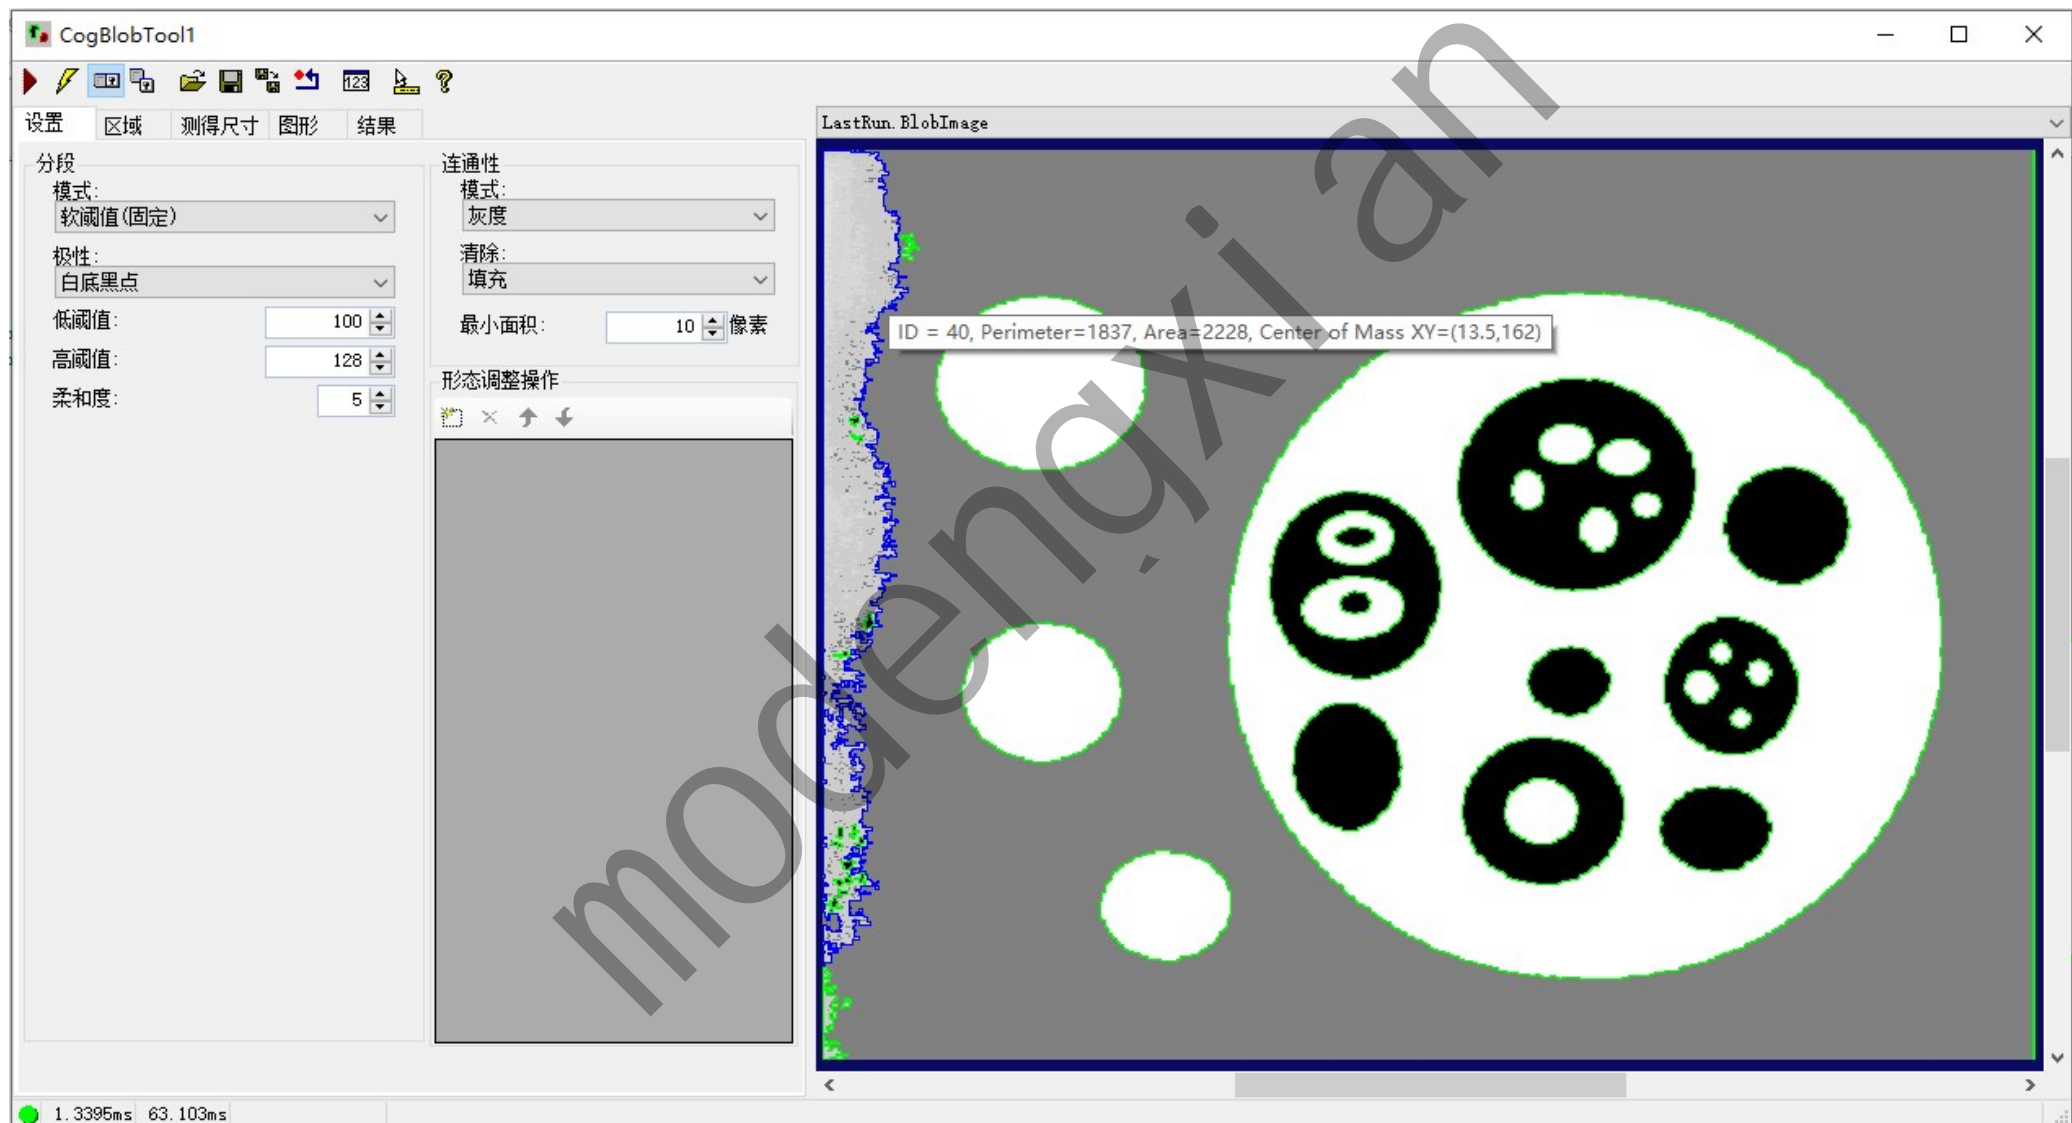 CogBlobTool1
123
设置 区域 测得尺寸 图形 结果
分段
模式:
软阈值(固定)
极性:
白底黑点
低阈值: 100
高阈值: 128
柔和度: 5
连通性
模式:
灰度
清除:
填充
最小面积: 10 像素
形态调整操作
LastRun.BlobImage
ID = 40, Perimeter=1837, Area=2228, Center of Mass XY=(13.5,162)
modengxi an
1.3395ms 63.103ms